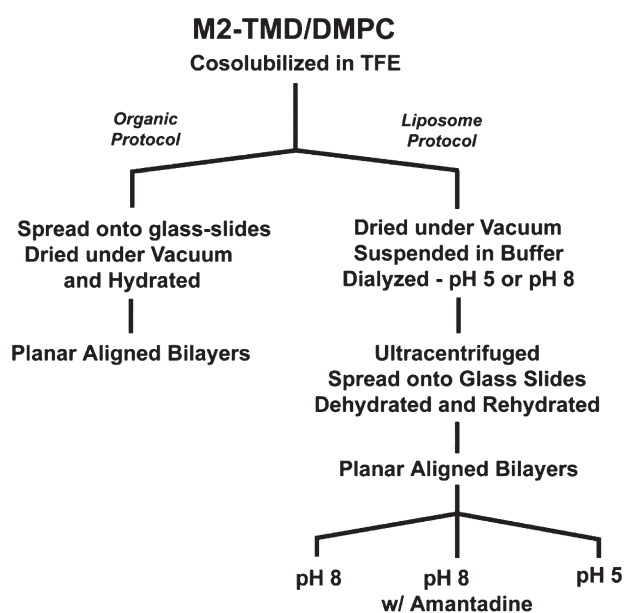 M2-TMD/DMPC
Cosolubilized in TFE
Organic
Protocol
Liposome
Protocol
Spread onto glass-slides
Dried under Vacuum
and Hydrated
Planar Aligned Bilayers
Dried under Vacuum
Suspended in Buffer
Dialyzed - pH 5 or pH 8
Ultracentrifuged
Spread onto Glass Slides
Dehydrated and Rehydrated
Planar Aligned Bilayers
pH 8
pH 8
w/ Amantadine
pH 5